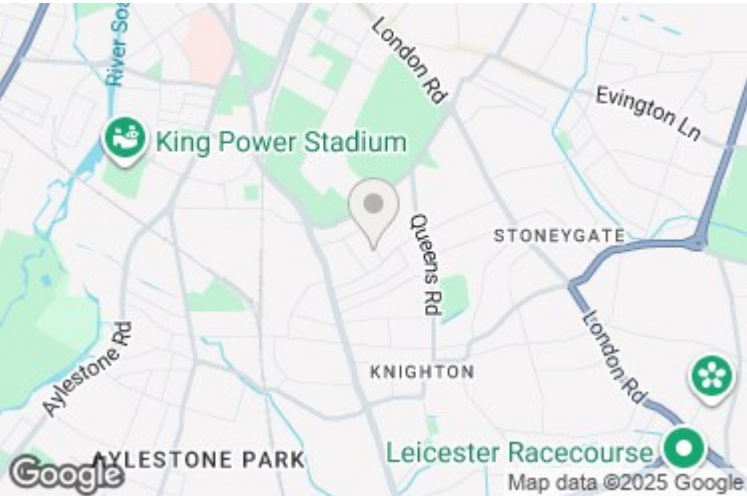 River Soa
London Rd
Evington Ln
King Power Stadium
Queens Rd
STONEYGATE
London Rd
Aylestone Rd
KNIGHTON
AYLESTONE PARK
Leicester Racecourse
Google
Map data ©2025 Google